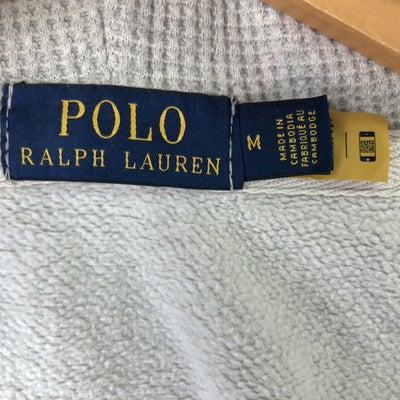 POLO
RALPH LAUREN
M
MADE IN
CAMBODIA
FABRIQUÉ AU
CAMBODGE